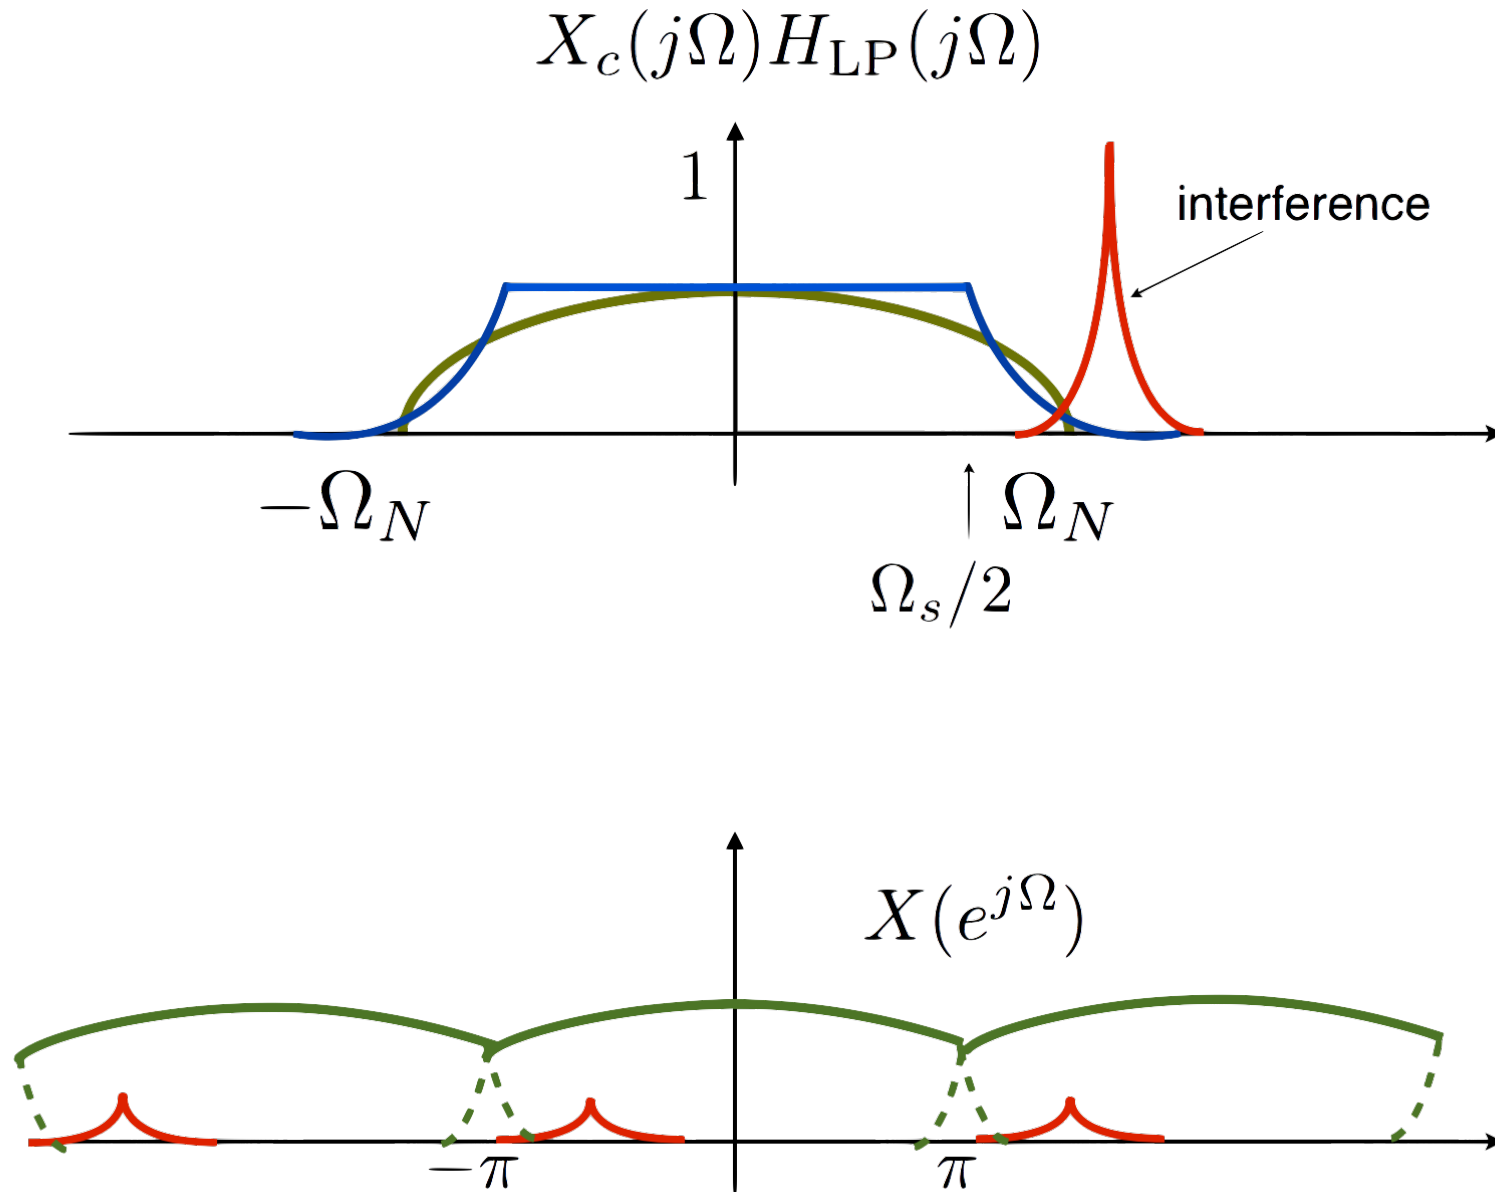 X_c(jΩ)H_LP(jΩ)
1
interference
−Ω_N
Ω_N
Ω_s/2
X(e^{jΩ})
−π
π